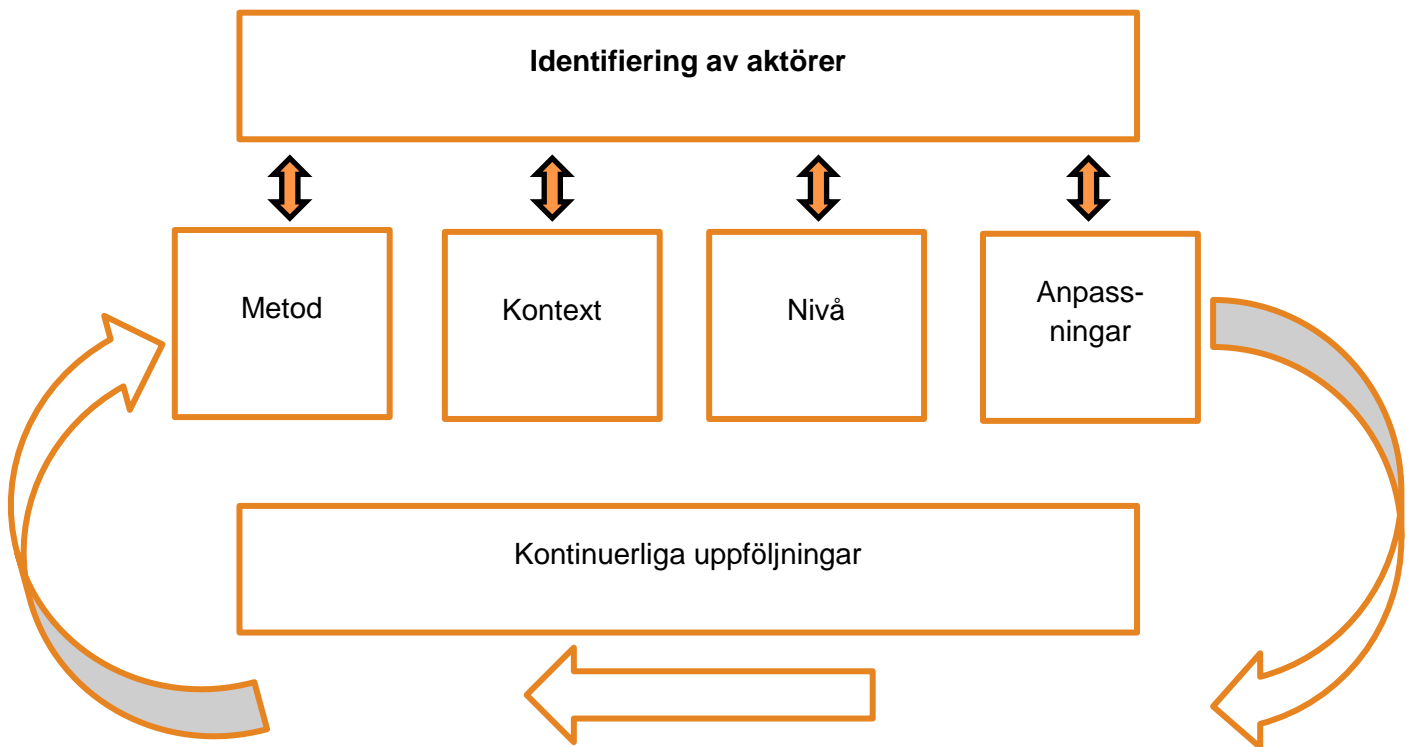 Identifiering av aktörer
Metod
Kontext
Nivå
Anpass-
ningar
Kontinuerliga uppföljningar